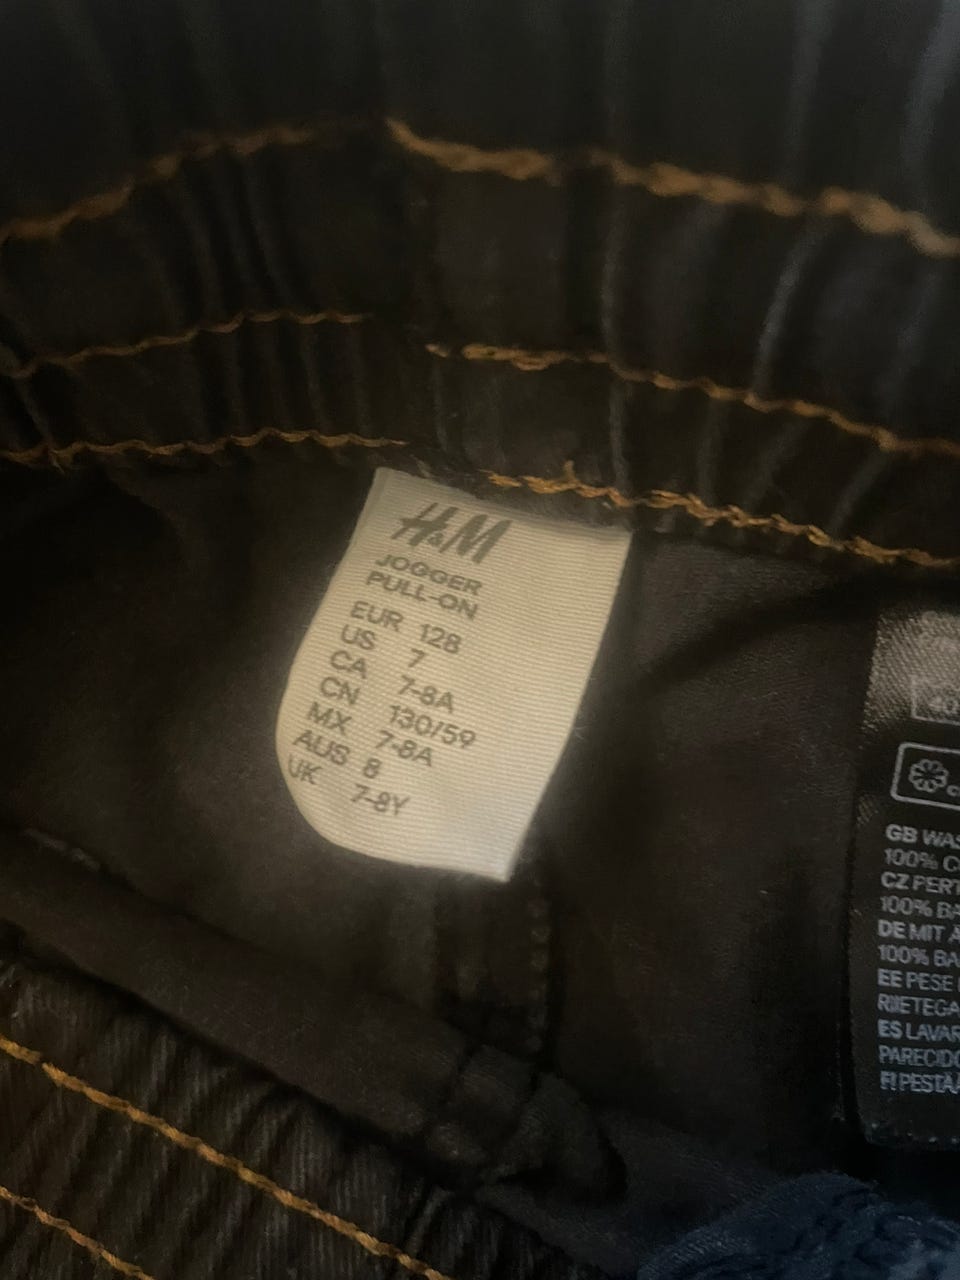 H&M
JOGGER
PULL-ON
EUR 128
US 7
CA 7-8A
CN 130/59
MX 7-8A
AUS 8
UK 7-8Y
GB WAS
100% C
CZ PERT
100% BA
DE MIT A
100% BA
EE PESE
RIIETEGA
ES LAVAR
PARECIDO
FI PESTÄÄ